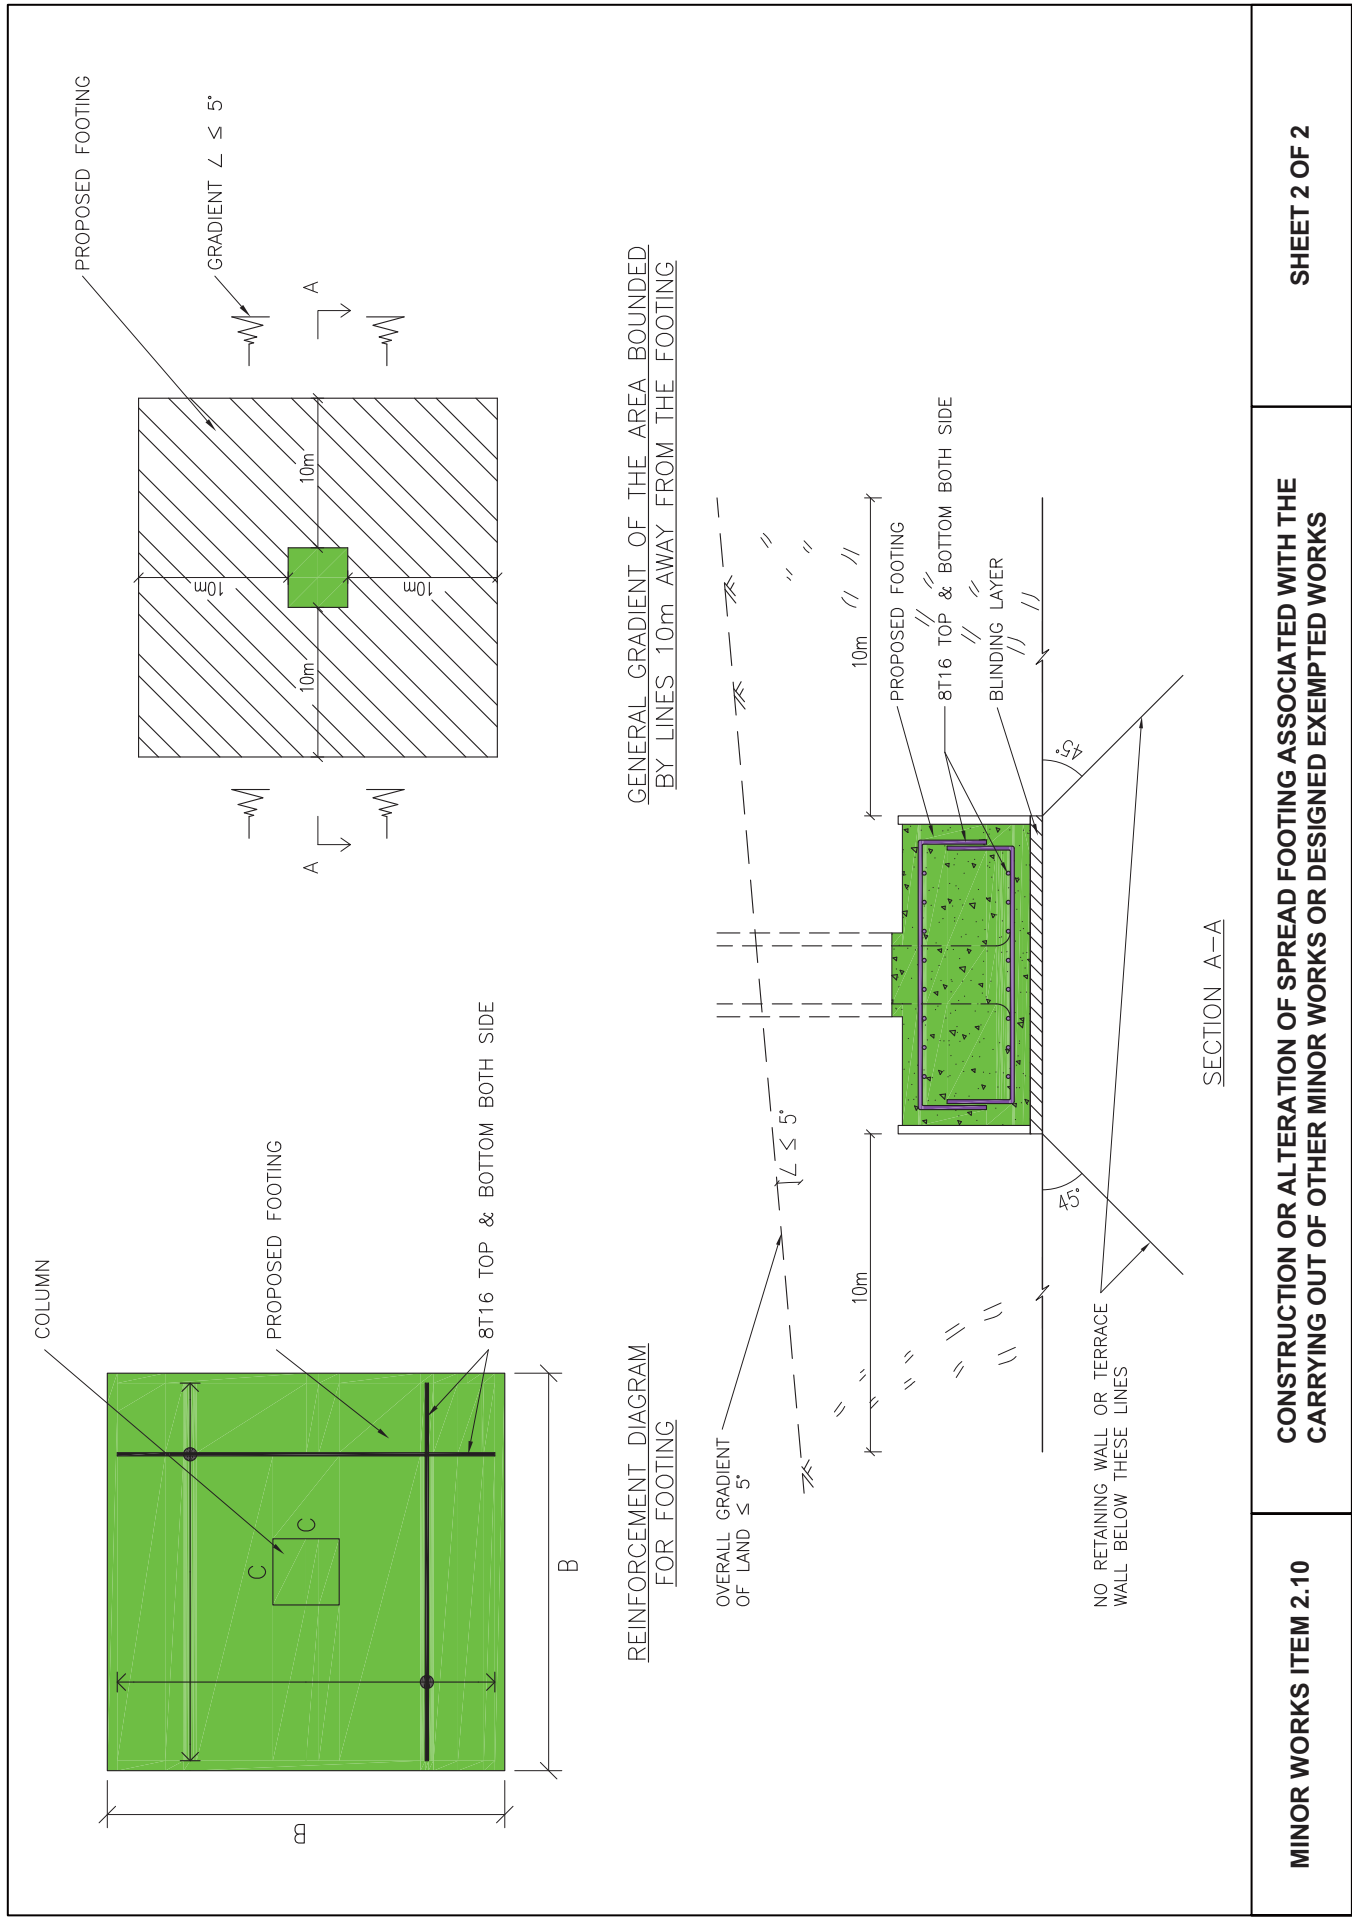 COLUMN
PROPOSED FOOTING
8T16 TOP & BOTTOM BOTH SIDE
C
C
B
B
REINFORCEMENT DIAGRAM
FOR FOOTING
PROPOSED FOOTING
GRADIENT ∠ ≤ 5°
A
A
10m
10m
10m
10m
GENERAL GRADIENT OF THE AREA BOUNDED
BY LINES 10m AWAY FROM THE FOOTING
OVERALL GRADIENT
OF LAND ≤ 5°
∠ ≤ 5°
10m
10m
PROPOSED FOOTING
8T16 TOP & BOTTOM BOTH SIDE
BLINDING LAYER
45°
45°
NO RETAINING WALL OR TERRACE
WALL BELOW THESE LINES
SECTION A-A
MINOR WORKS ITEM 2.10
CONSTRUCTION OR ALTERATION OF SPREAD FOOTING ASSOCIATED WITH THE
CARRYING OUT OF OTHER MINOR WORKS OR DESIGNED EXEMPTED WORKS
SHEET 2 OF 2